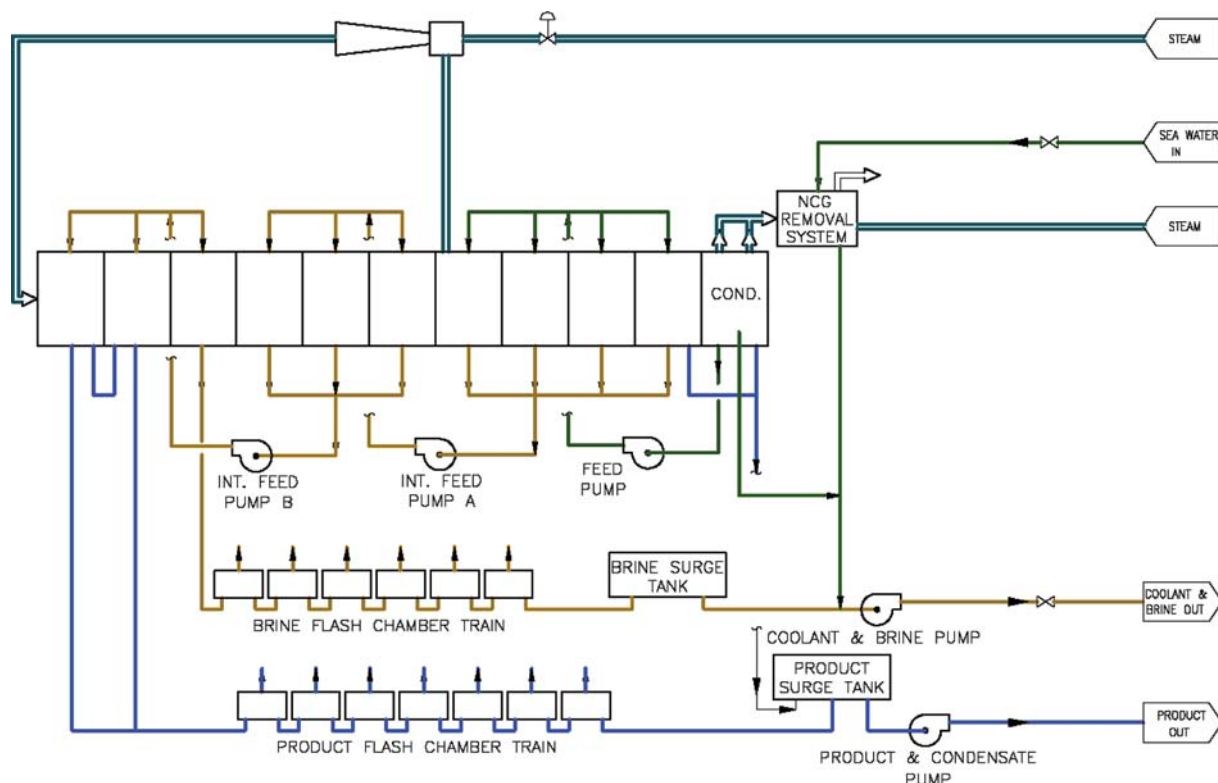 STEAM
SEA WATER
IN
NCG
REMOVAL
SYSTEM
STEAM
COND.
INT. FEED
PUMP B
INT. FEED
PUMP A
FEED
PUMP
BRINE SURGE
TANK
BRINE FLASH CHAMBER TRAIN
COOLANT & BRINE PUMP
COOLANT &
BRINE OUT
PRODUCT
SURGE TANK
PRODUCT FLASH CHAMBER TRAIN
PRODUCT & CONDENSATE
PUMP
PRODUCT
OUT